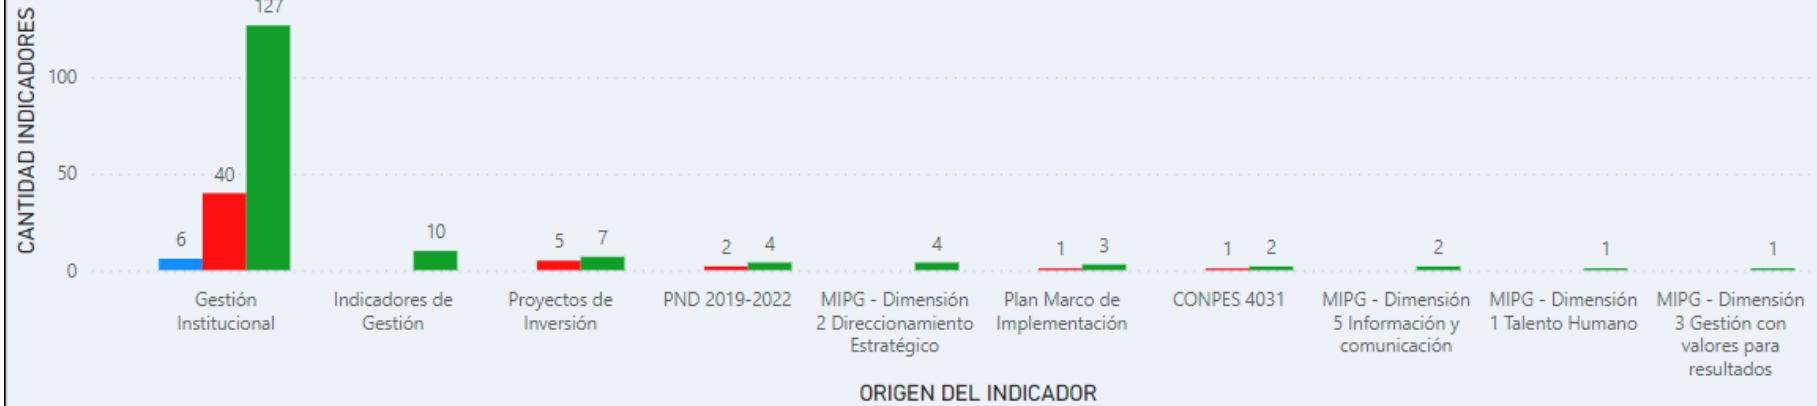 CANTIDAD INDICADORES
127
100
50
40
0
6
10
5
7
2
4
4
1
3
1
2
2
1
1
Gestión
Institucional
Indicadores de
Gestión
Proyectos de
Inversión
PND 2019-2022
MIPG - Dimensión
2 Direccionamiento
Estratégico
Plan Marco de
Implementación
CONPES 4031
MIPG - Dimensión
5 Información y
comunicación
MIPG - Dimensión
1 Talento Humano
MIPG - Dimensión
3 Gestión con
valores para
resultados
ORIGEN DEL INDICADOR